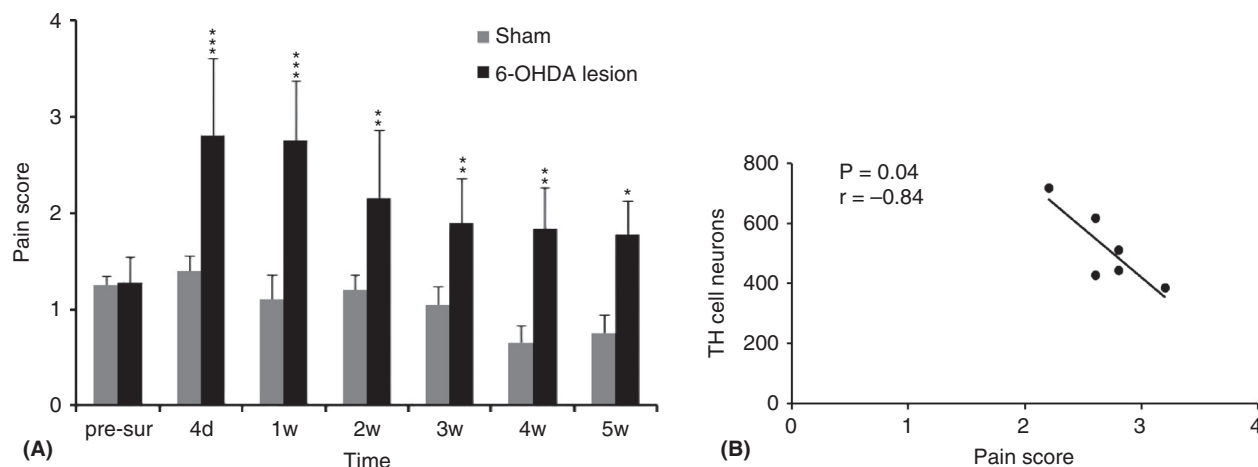 4
3
2
1
0
Pain score
Sham
6-OHDA lesion
***
***
**
**
**
*
pre-sur 4d 1w 2w 3w 4w 5w
Time
(A)
800
600
400
200
0
TH cell neurons
P = 0.04
r = –0.84
0 1 2 3 4
Pain score
(B)